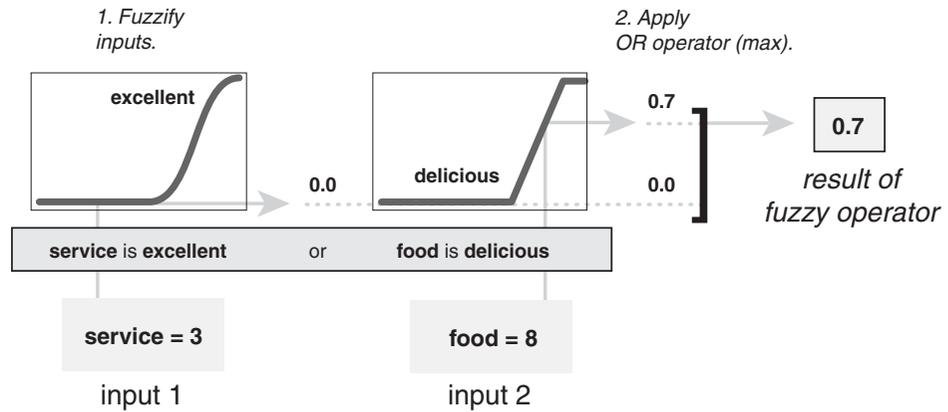 1. Fuzzify
inputs.
2. Apply
OR operator (max).
excellent
delicious
0.0
0.7
0.0
0.7
result of
fuzzy operator
service is excellent or food is delicious
service = 3
food = 8
input 1
input 2